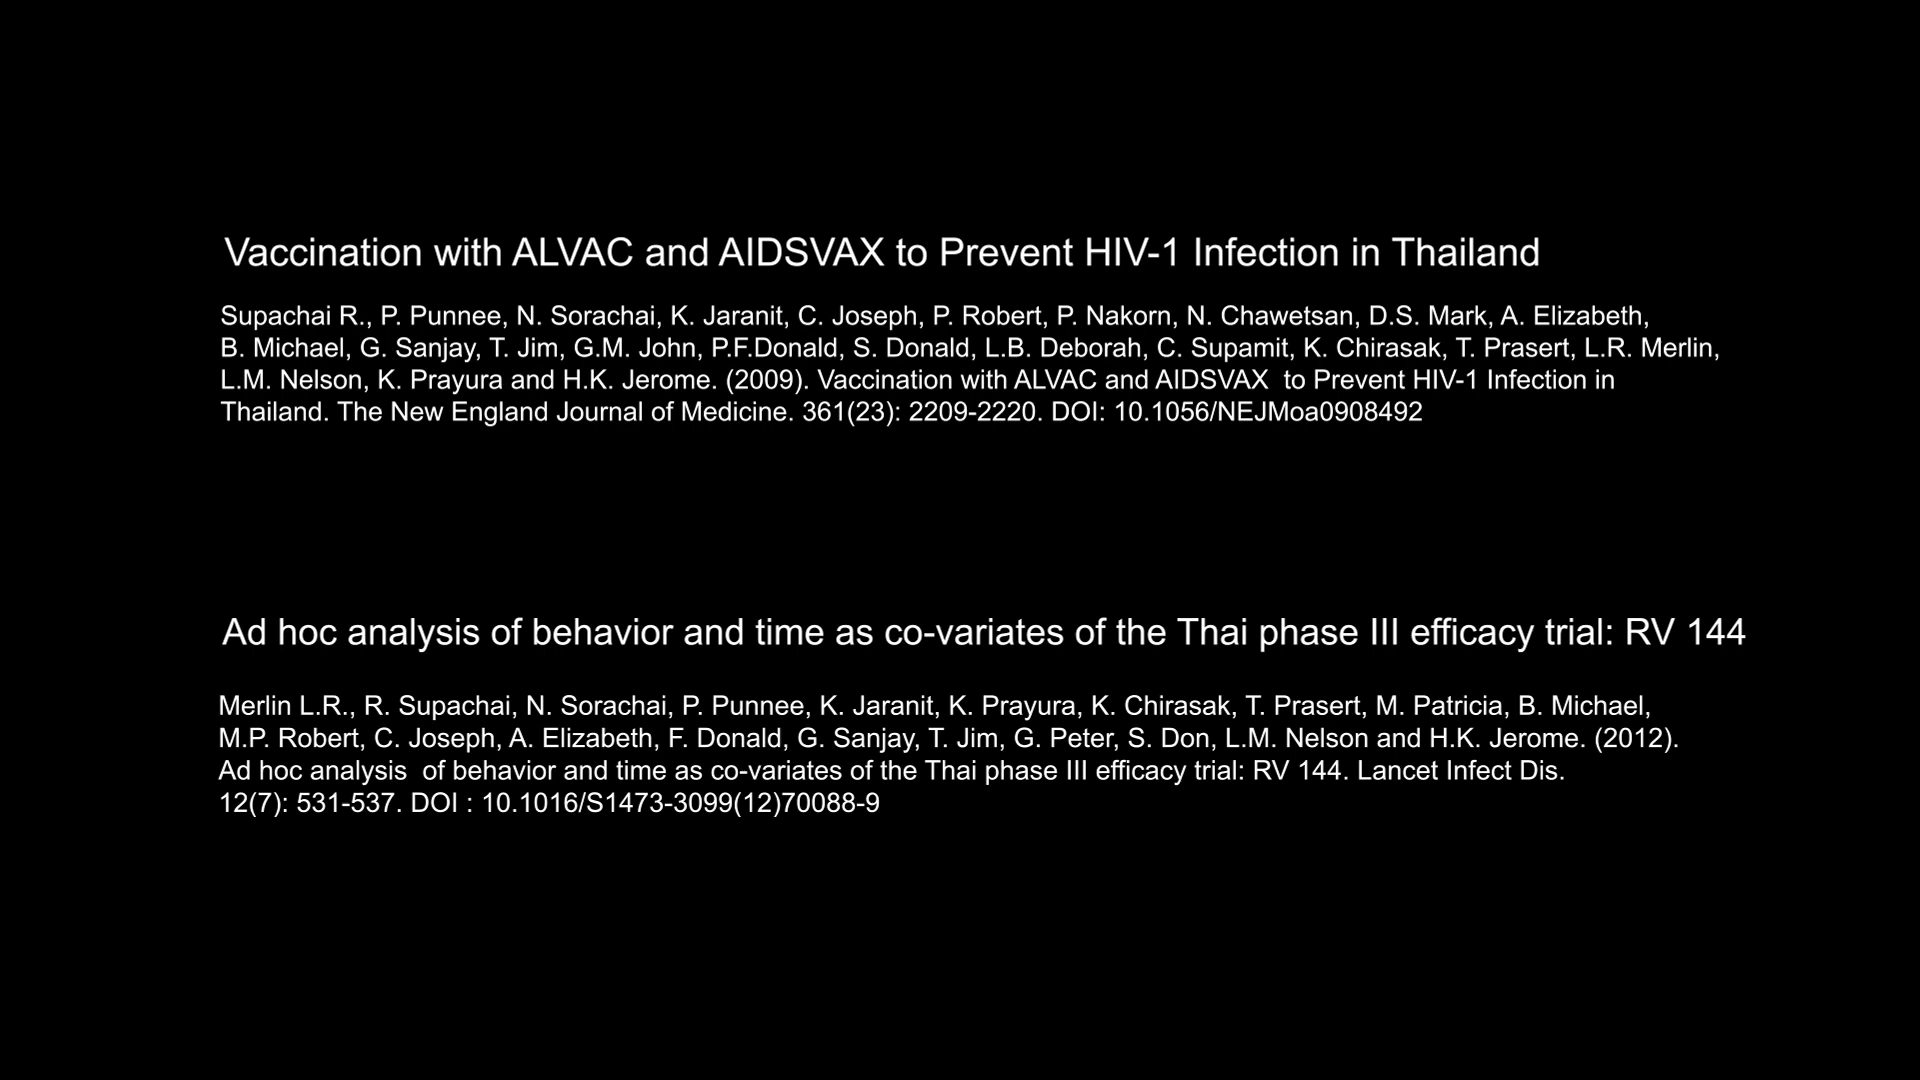 Vaccination with ALVAC and AIDSVAX to Prevent HIV-1 Infection in Thailand
Supachai R., P. Punnee, N. Sorachai, K. Jaranit, C. Joseph, P. Robert, P. Nakorn, N. Chawetsan, D.S. Mark, A. Elizabeth,
B. Michael, G. Sanjay, T. Jim, G.M. John, P.F.Donald, S. Donald, L.B. Deborah, C. Supamit, K. Chirasak, T. Prasert, L.R. Merlin,
L.M. Nelson, K. Prayura and H.K. Jerome. (2009). Vaccination with ALVAC and AIDSVAX  to Prevent HIV-1 Infection in
Thailand. The New England Journal of Medicine. 361(23): 2209-2220. DOI: 10.1056/NEJMoa0908492
Ad hoc analysis of behavior and time as co-variates of the Thai phase III efficacy trial: RV 144
Merlin L.R., R. Supachai, N. Sorachai, P. Punnee, K. Jaranit, K. Prayura, K. Chirasak, T. Prasert, M. Patricia, B. Michael,
M.P. Robert, C. Joseph, A. Elizabeth, F. Donald, G. Sanjay, T. Jim, G. Peter, S. Don, L.M. Nelson and H.K. Jerome. (2012).
Ad hoc analysis  of behavior and time as co-variates of the Thai phase III efficacy trial: RV 144. Lancet Infect Dis.
12(7): 531-537. DOI : 10.1016/S1473-3099(12)70088-9